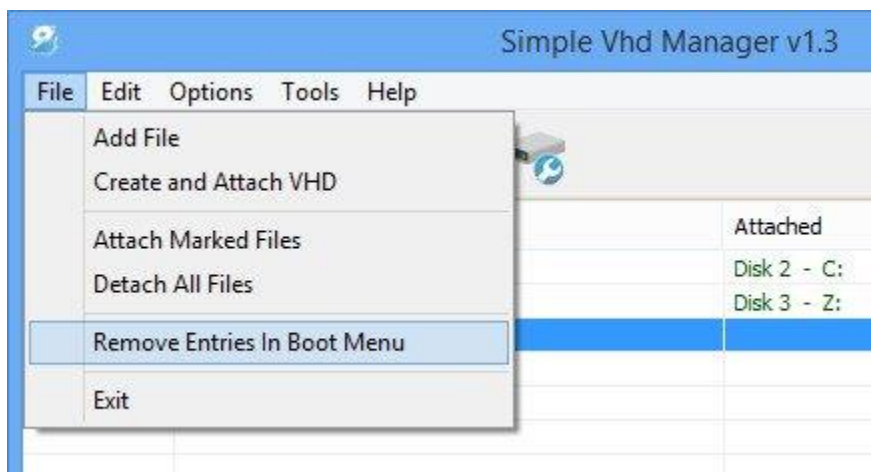 Simple Vhd Manager v1.3
File Edit Options Tools Help
Add File
Create and Attach VHD
Attach Marked Files
Detach All Files
Remove Entries In Boot Menu
Exit
Attached
Disk 2 - C:
Disk 3 - Z: